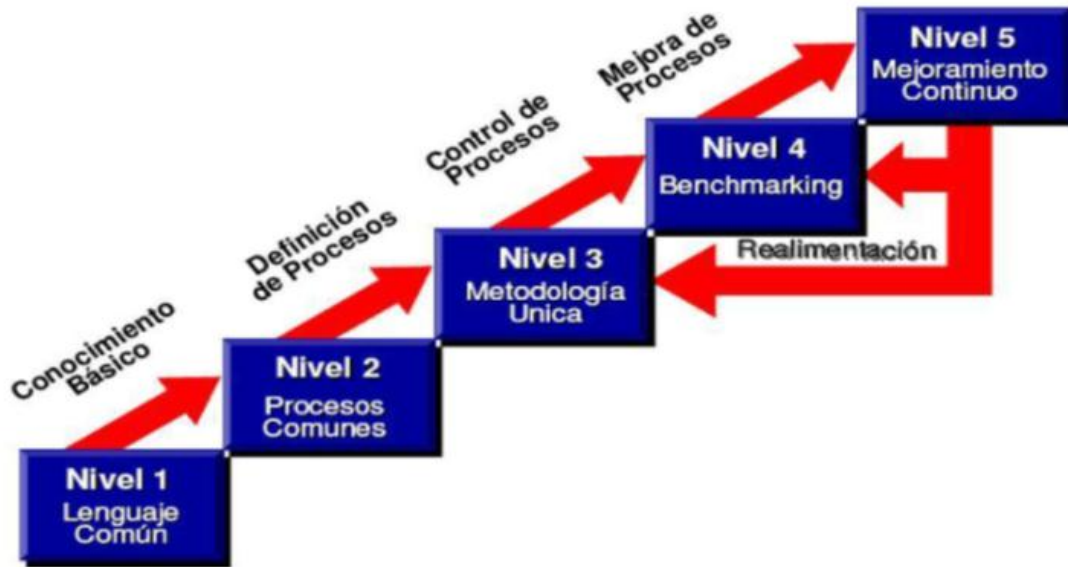 Nivel 5
Mejoramiento
Continuo
Mejora de
Procesos
Nivel 4
Benchmarking
Control de
Procesos
Realimentación
Nivel 3
Metodología
Unica
Definición
de Procesos
Nivel 2
Procesos
Comunes
Conocimiento
Básico
Nivel 1
Lenguaje
Común